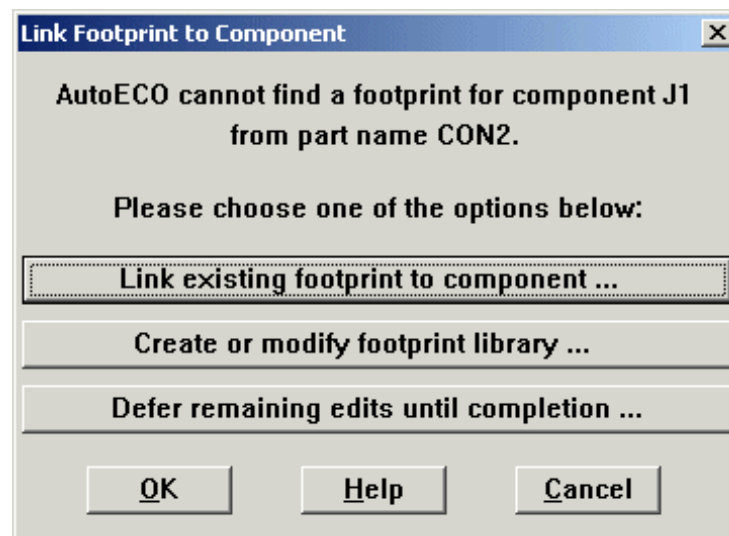 Link Footprint to Component
AutoECO cannot find a footprint for component J1
from part name CON2.
Please choose one of the options below:
Link existing footprint to component ...
Create or modify footprint library ...
Defer remaining edits until completion ...
OK Help Cancel